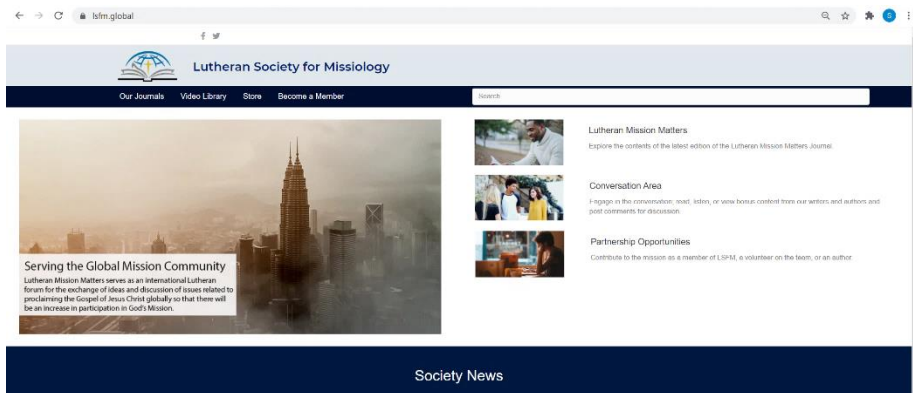 lsfm.global
S
Lutheran Society for Missiology
Our Journals Video Library Store Become a Member
Search
Serving the Global Mission Community
Lutheran Mission Matters serves as an international Lutheran
forum for the exchange of ideas and discussion of issues related to
proclaiming the Gospel of Jesus Christ globally so that there will
be an increase in participation in God's Mission.
Lutheran Mission Matters
Explore the contents of the latest edition of the Lutheran Mission Matters Journal.
Conversation Area
Engage in the conversation, read, listen, or view bonus content from our writers and authors and
post comments for discussion.
Partnership Opportunities
Contribute to the mission as a member of LSFM, a volunteer on the team, or an author.
Society News